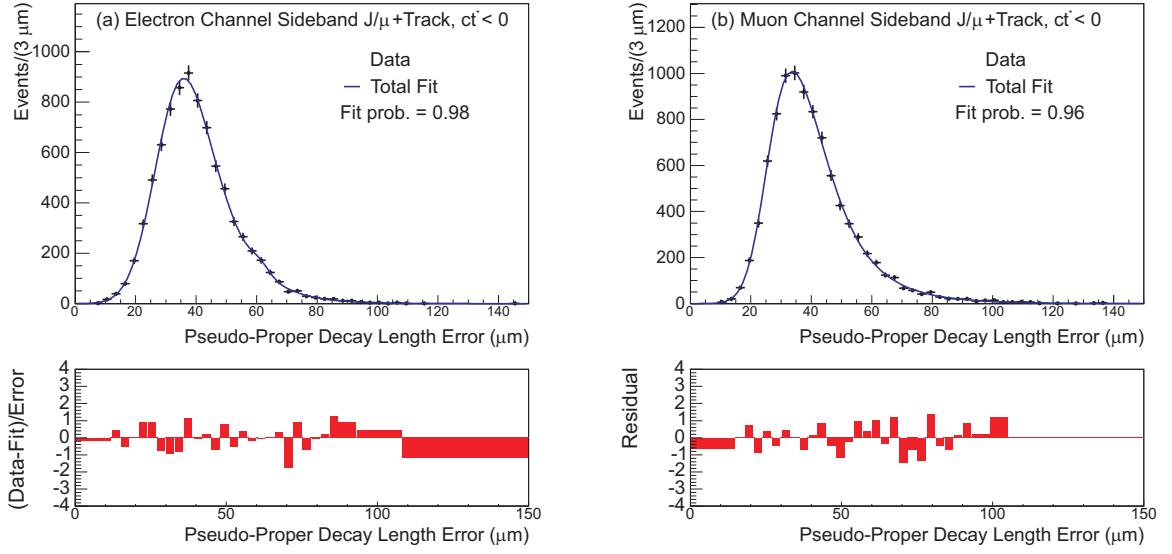 (a) Electron Channel Sideband J/μ+Track, ct*< 0
Data
Total Fit
Fit prob. = 0.98
Events/(3 μm)
1000
800
600
400
200
0
0 20 40 60 80 100 120 140
Pseudo-Proper Decay Length Error (μm)
(b) Muon Channel Sideband J/μ+Track, ct*< 0
Data
Total Fit
Fit prob. = 0.96
Events/(3 μm)
1200
1000
800
600
400
200
0
0 20 40 60 80 100 120 140
Pseudo-Proper Decay Length Error (μm)
(Data-Fit)/Error
4
3
2
1
0
-1
-2
-3
-4
0 50 100 150
Pseudo-Proper Decay Length Error (μm)
Residual
4
3
2
1
0
-1
-2
-3
-4
0 50 100 150
Pseudo-Proper Decay Length Error (μm)